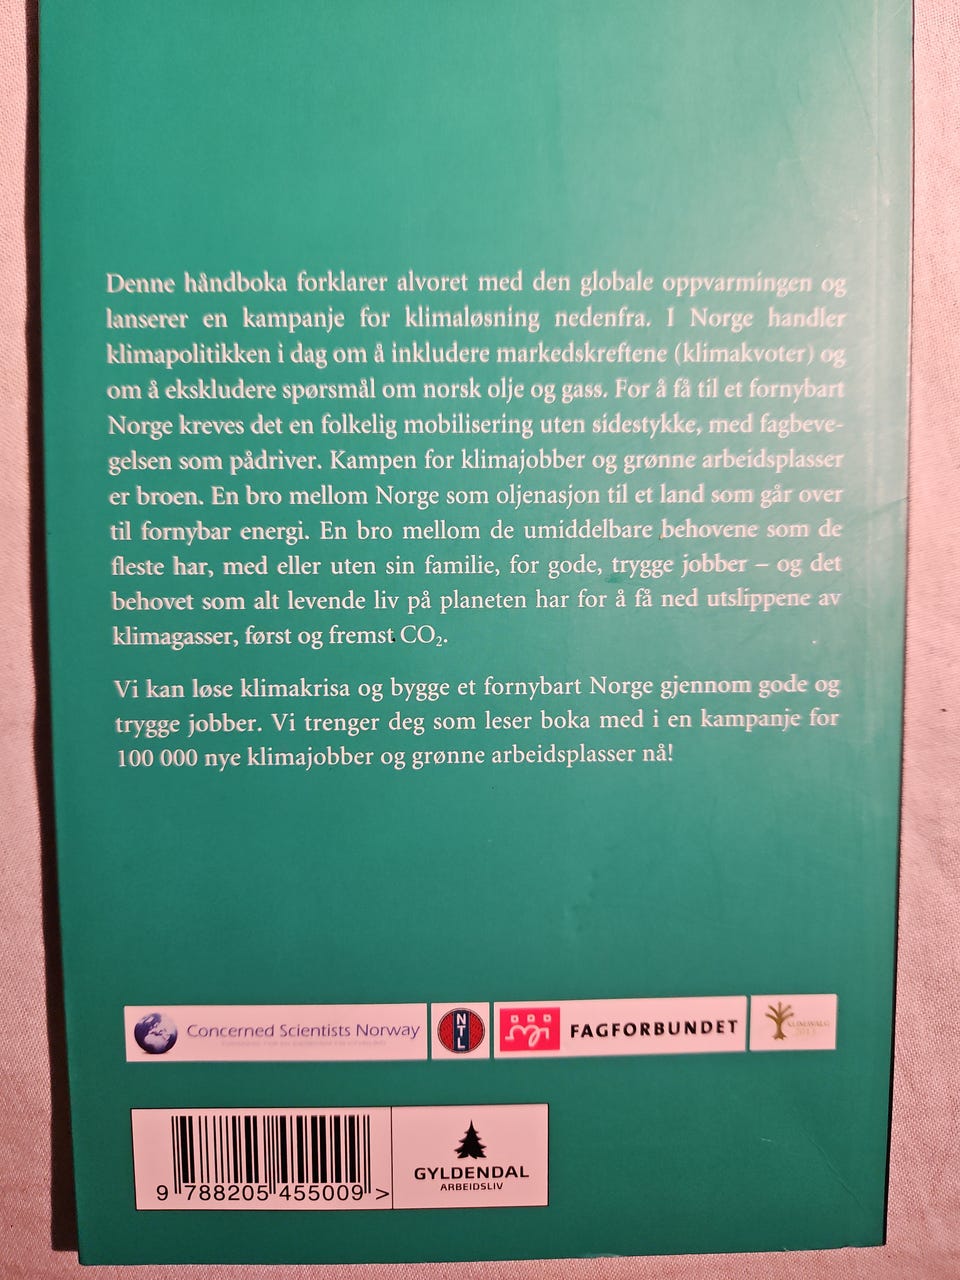 Denne håndboka forklarer alvoret med den globale oppvarmingen og
lanserer en kampanje for klimaløsning nedenfra. I Norge handler
klimapolitikken i dag om å inkludere markedskreftene (klimakvoter) og
om å ekskludere spørsmål om norsk olje og gass. For å få til et fornybart
Norge kreves det en folkelig mobilisering uten sidestykke, med fagbeve-
gelsen som pådriver. Kampen for klimajobber og grønne arbeidsplasser
er broen. En bro mellom Norge som oljenasjon til et land som går over
til fornybar energi. En bro mellom de umiddelbare behovene som de
fleste har, med eller uten sin familie, for gode, trygge jobber – og det
behovet som alt levende liv på planeten har for å få ned utslippene av
klimagasser, først og fremst CO₂.
Vi kan løse klimakrisa og bygge et fornybart Norge gjennom gode og
trygge jobber. Vi trenger deg som leser boka med i en kampanje for
100 000 nye klimajobber og grønne arbeidsplasser nå!
Concerned Scientists Norway
NTL
FAGFORBUNDET
KLIMAVALG
2013
9 788205 455009 >
GYLDENDAL
ARBEIDSLIV